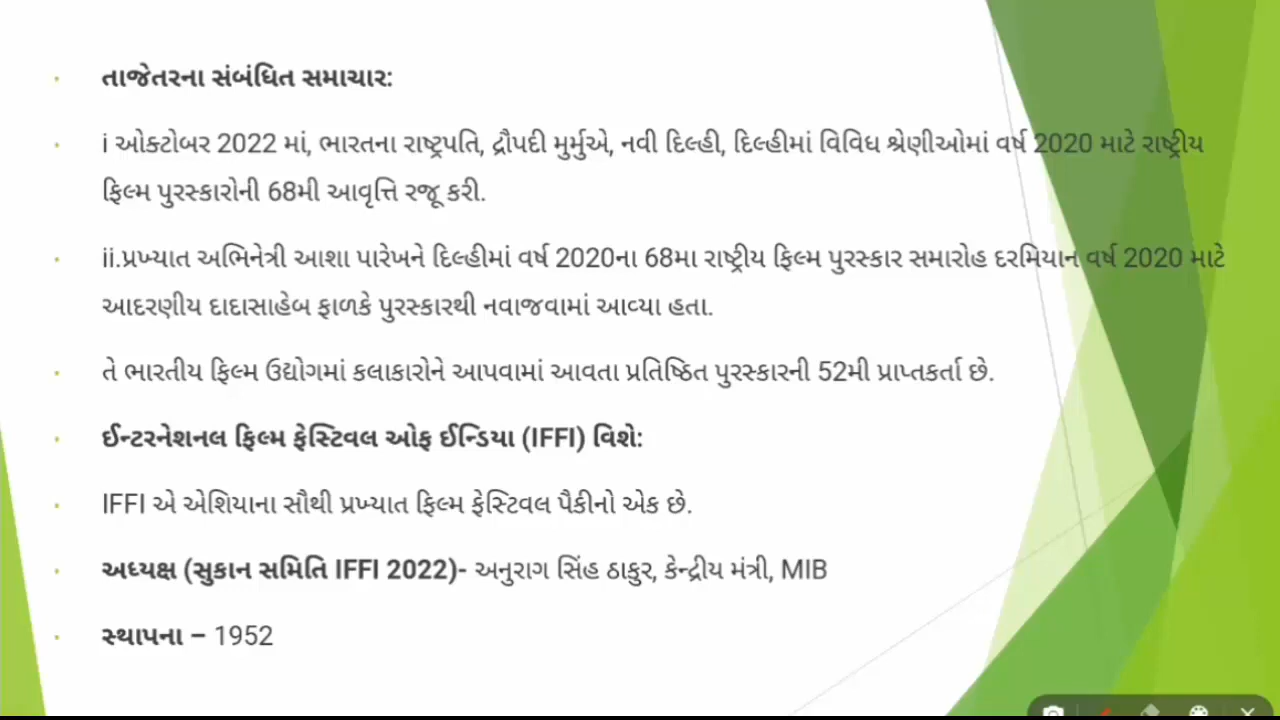 તાજેતરના સંબંધિત સમાચાર:
i ઓક્ટોબર 2022 માં, ભારતના રાષ્ટ્રપતિ, દ્રૌપદી મુર્મુએ, નવી દિલ્હી, દિલ્હીમાં વિવિધ શ્રેણીઓમાં વર્ષ 2020 માટે રાષ્ટ્રીય
ફિલ્મ પુરસ્કારોની 68મી આવૃત્તિ રજૂ કરી.
ii.પ્રખ્યાત અભિનેત્રી આશા પારેખને દિલ્હીમાં વર્ષ 2020ના 68મા રાષ્ટ્રીય ફિલ્મ પુરસ્કાર સમારોહ દરમિયાન વર્ષ 2020 માટે
આદરણીય દાદાસાહેબ ફાળકે પુરસ્કારથી નવાજવામાં આવ્યા હતા.
તે ભારતીય ફિલ્મ ઉદ્યોગમાં કલાકારોને આપવામાં આવતા પ્રતિષ્ઠિત પુરસ્કારની 52મી પ્રાપ્તકર્તા છે.
ઈન્ટરનેશનલ ફિલ્મ ફેસ્ટિવલ ઓફ ઈન્ડિયા (IFFI) વિશે:
IFFI એ એશિયાના સૌથી પ્રખ્યાત ફિલ્મ ફેસ્ટિવલ પૈકીનો એક છે.
અધ્યક્ષ (સુકાન સમિતિ IFFI 2022)- અનુરાગ સિંહ ઠાકુર, કેન્દ્રીય મંત્રી, MIB
સ્થાપના – 1952